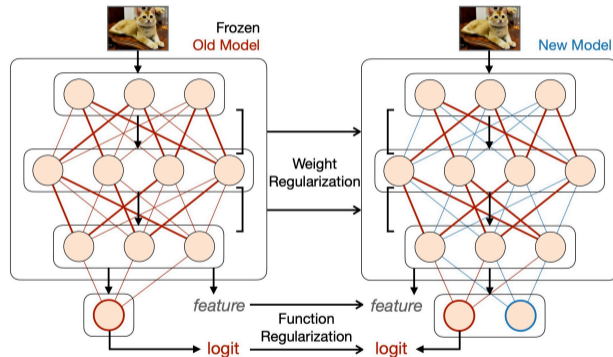 Frozen
Old Model
New Model
Weight
Regularization
feature
feature
Function
Regularization
logit
logit